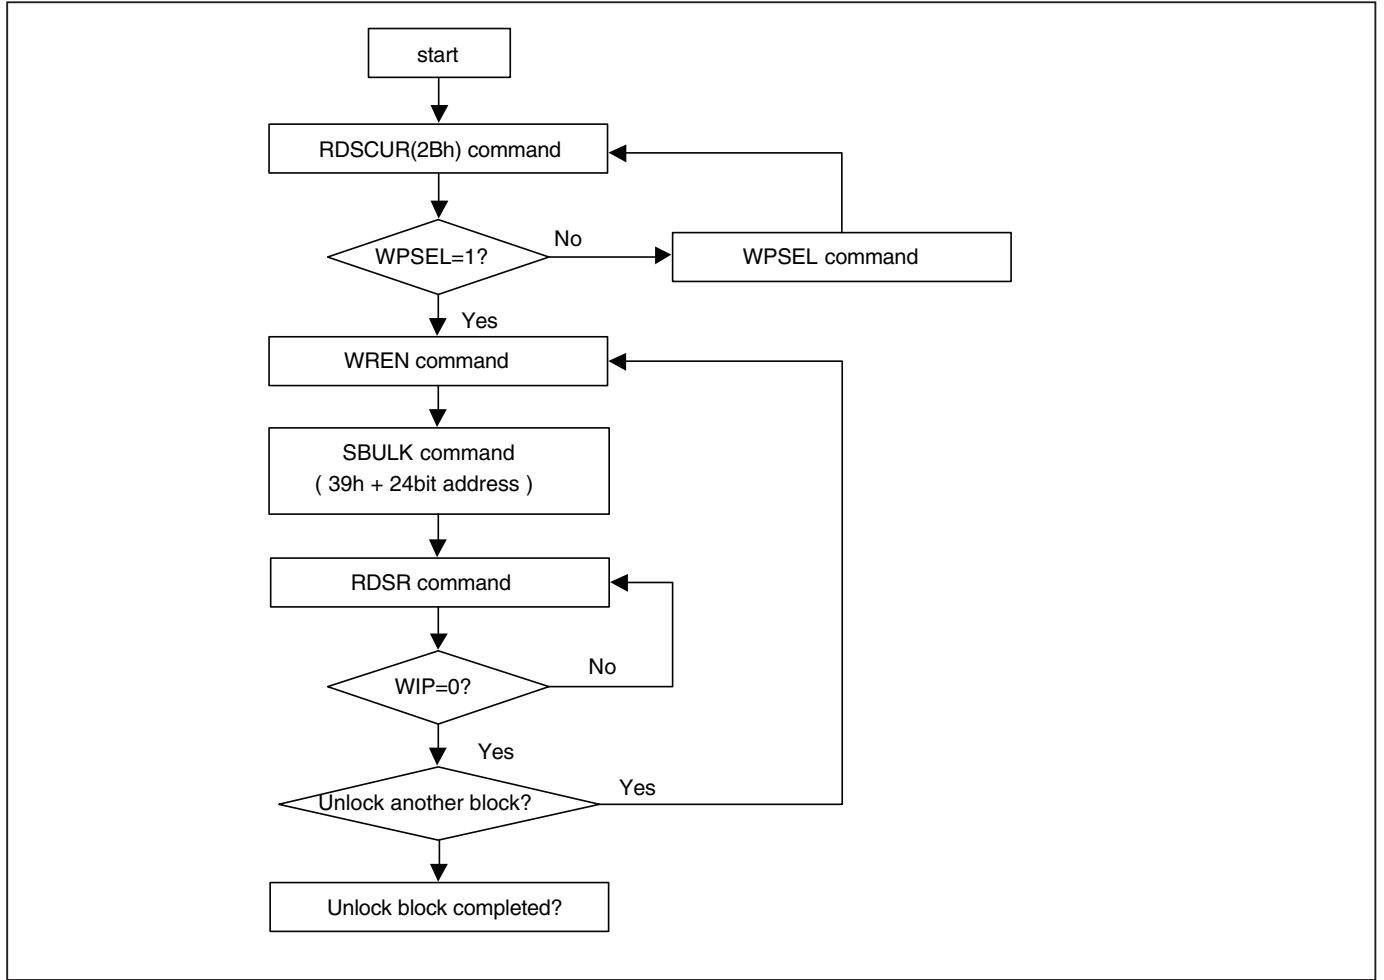 start
RDSCUR(2Bh) command
WPSEL=1?
No
WPSEL command
Yes
WREN command
SBULK command
( 39h + 24bit address )
RDSR command
No
WIP=0?
Yes
Unlock another block?
Yes
Unlock block completed?